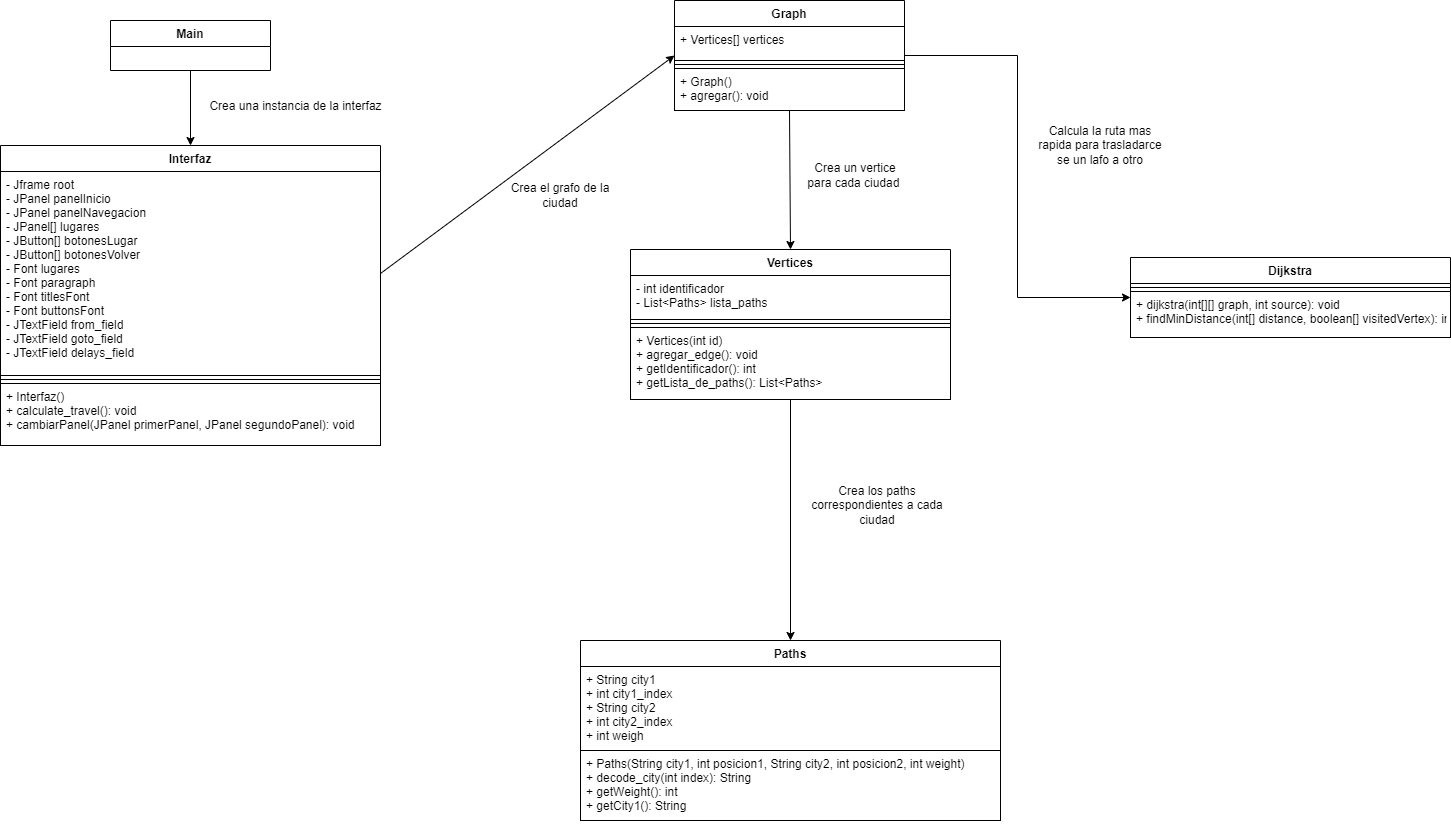 Main
Crea una instancia de la interfaz
Interfaz
- Jframe root
- JPanel panelInicio
- JPanel panelNavegacion
- JPanel[] lugares
- JButton[] botonesLugar
- JButton[] botonesVolver
- Font lugares
- Font paragraph
- Font titlesFont
- Font buttonsFont
- JTextField from_field
- JTextField goto_field
- JTextField delays_field
+ Interfaz()
+ calculate_travel(): void
+ cambiarPanel(JPanel primerPanel, JPanel segundoPanel): void
Crea el grafo de la
ciudad
Graph
+ Vertices[] vertices
+ Graph()
+ agregar(): void
Crea un vertice
para cada ciudad
Calcula la ruta mas
rapida para trasladarce
se un lafo a otro
Vertices
- int identificador
- List<Paths> lista_paths
+ Vertices(int id)
+ agregar_edge(): void
+ getIdentificador(): int
+ getLista_de_paths(): List<Paths>
Dijkstra
+ dijkstra(int[][] graph, int source): void
+ findMinDistance(int[] distance, boolean[] visitedVertex):
Crea los paths
correspondientes a cada
ciudad
Paths
+ String city1
+ int city1_index
+ String city2
+ int city2_index
+ int weigh
+ Paths(String city1, int posicion1, String city2, int posicion2, int weight)
+ decode_city(int index): String
+ getWeight(): int
+ getCity1(): String